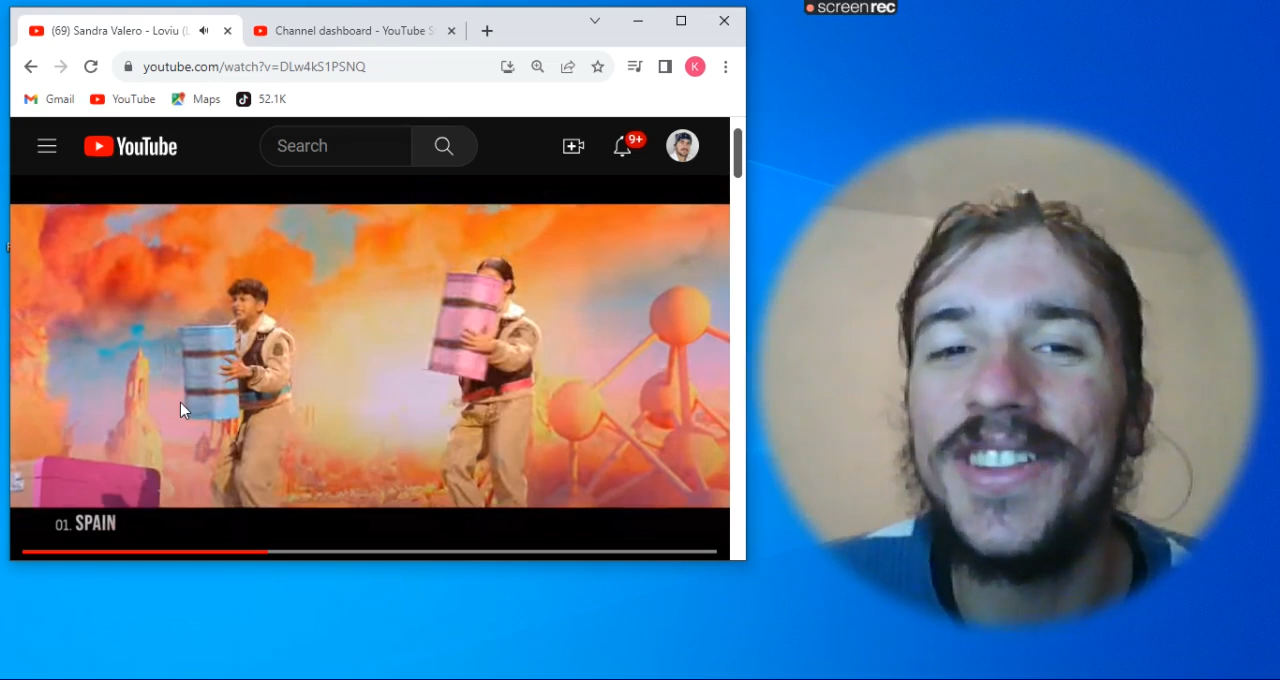 screenrec
(69) Sandra Valero - Loviu (L
Channel dashboard - YouTube S
youtube.com/watch?v=DLw4kS1PSNQ
K
Gmail
YouTube
Maps
52.1K
YouTube
Search
9+
01. SPAIN